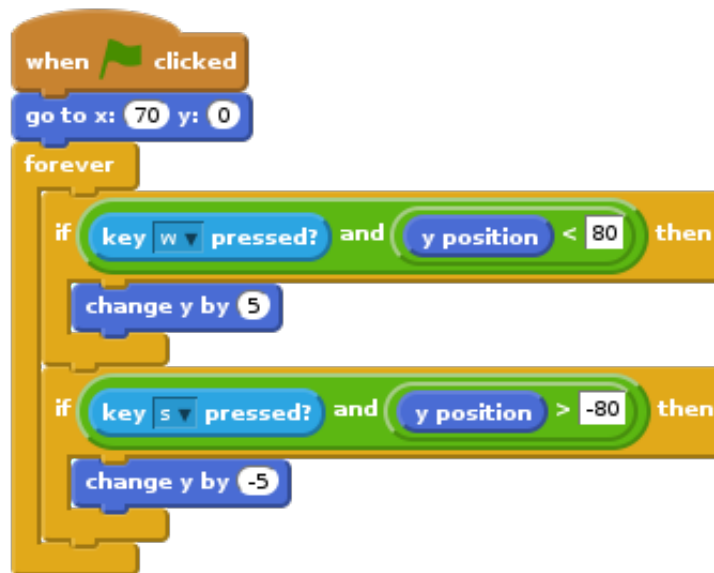 when clicked
go to x: 70 y: 0
forever
if key w pressed? and y position < 80 then
change y by 5
if key s pressed? and y position > -80 then
change y by -5